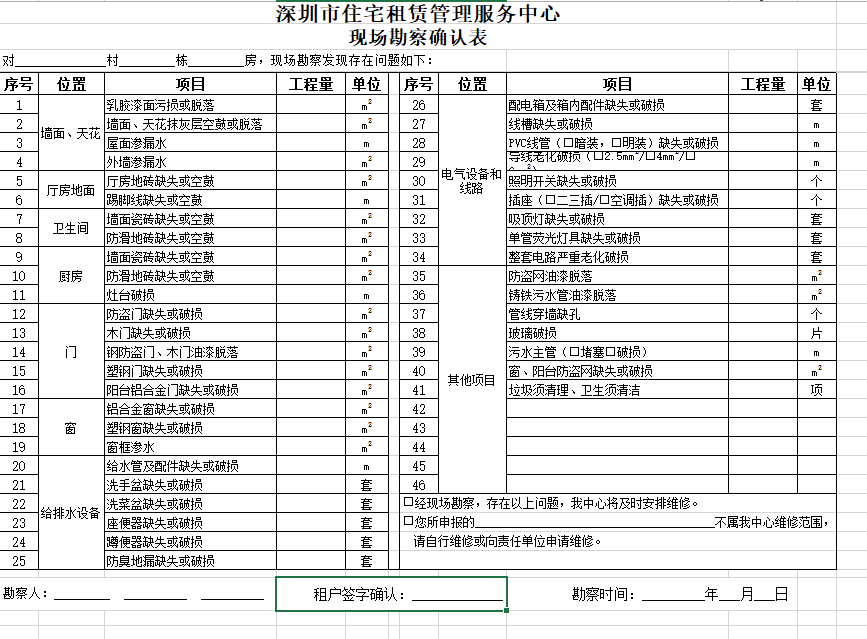 深圳市住宅租赁管理服务中心
现场勘察确认表
对____________村________栋________房，现场勘察发现存在问题如下：
序号 位置 项目 工程量 单位 序号 位置 项目 工程量 单位
1 墙面、天花 乳胶漆面污损或脱落 m² 26 电气设备和线路 配电箱及箱内配件缺失或破损 套
2 墙面、天花抹灰层空鼓或脱落 m² 27 线槽缺失或破损 m
3 屋面渗漏水 m 28 PVC线管（☐暗装，☐明装）缺失或破损 m
4 外墙渗漏水 m² 29 导线老化破损（☐2.5mm²/☐4mm²/☐ m
5 厅房地面 厅房地砖缺失或空鼓 m² 30 照明开关缺失或破损 个
6 踢脚线缺失或空鼓 m 31 插座（☐二三插/☐空调插）缺失或破损 个
7 卫生间 墙面瓷砖缺失或空鼓 m² 32 吸顶灯缺失或破损 套
8 防滑地砖缺失或空鼓 m² 33 单管荧光灯具缺失或破损 套
9 厨房 墙面瓷砖缺失或空鼓 m² 34 整套电路严重老化破损 套
10 防滑地砖缺失或空鼓 m² 35 其他项目 防盗网油漆脱落 m²
11 灶台破损 m 36 铸铁污水管油漆脱落 m²
12 门 防盗门缺失或破损 m² 37 管线穿墙缺孔 个
13 木门缺失或破损 m² 38 玻璃破损 片
14 钢防盗门、木门油漆脱落 m² 39 污水主管（☐堵塞☐破损） m
15 塑钢门缺失或破损 m² 40 窗、阳台防盗网缺失或破损 m²
16 阳台铝合金门缺失或破损 m² 41 垃圾须清理、卫生须清洁 项
17 窗 铝合金窗缺失或破损 m² 42
18 塑钢窗缺失或破损 m² 43
19 窗框渗水 m² 44
20 给排水设备 给水管及配件缺失或破损 m 45
21 洗手盆缺失或破损 套 46
22 洗菜盆缺失或破损 套 ☐经现场勘察，存在以上问题，我中心将及时安排维修。
23 座便器缺失或破损 套 ☐您所申报的____________________不属我中心维修范围，
24 蹲便器缺失或破损 套 请自行维修或向责任单位申请维修。
25 防臭地漏缺失或破损 套
勘察人：________ ________ ________ 租户签字确认：____________ 勘察时间：________年___月___日